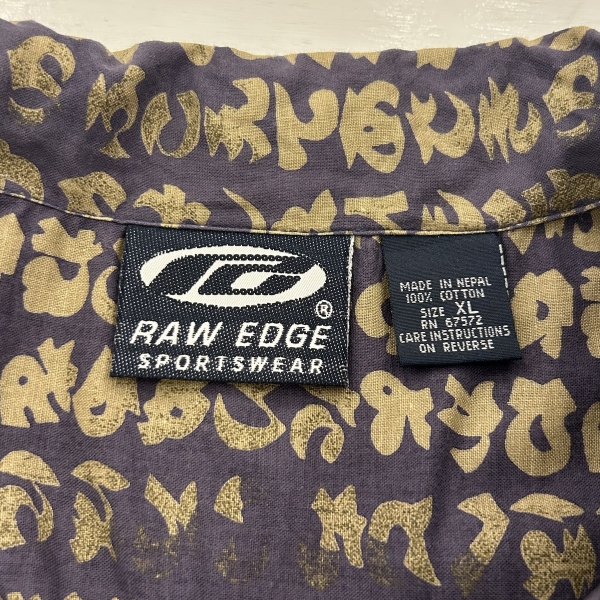 ®
RAW EDGE
SPORTSWEAR
MADE IN NEPAL
100% COTTON
SIZE XL
RN 67572
CARE INSTRUCTIONS
ON REVERSE